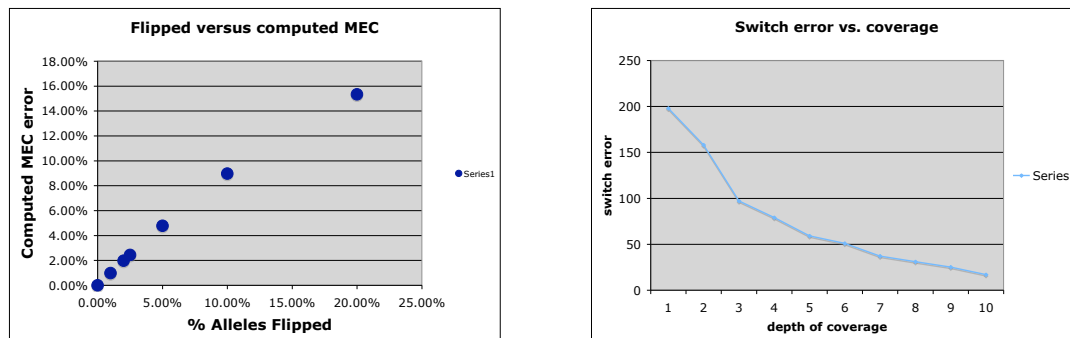 Flipped versus computed MEC
18.00%
16.00%
14.00%
12.00%
10.00%
8.00%
6.00%
4.00%
2.00%
0.00%
Computed MEC error
0.00% 5.00% 10.00% 15.00% 20.00% 25.00%
% Alleles Flipped
Series1
Switch error vs. coverage
250
200
150
100
50
0
switch error
1 2 3 4 5 6 7 8 9 10
depth of coverage
Series